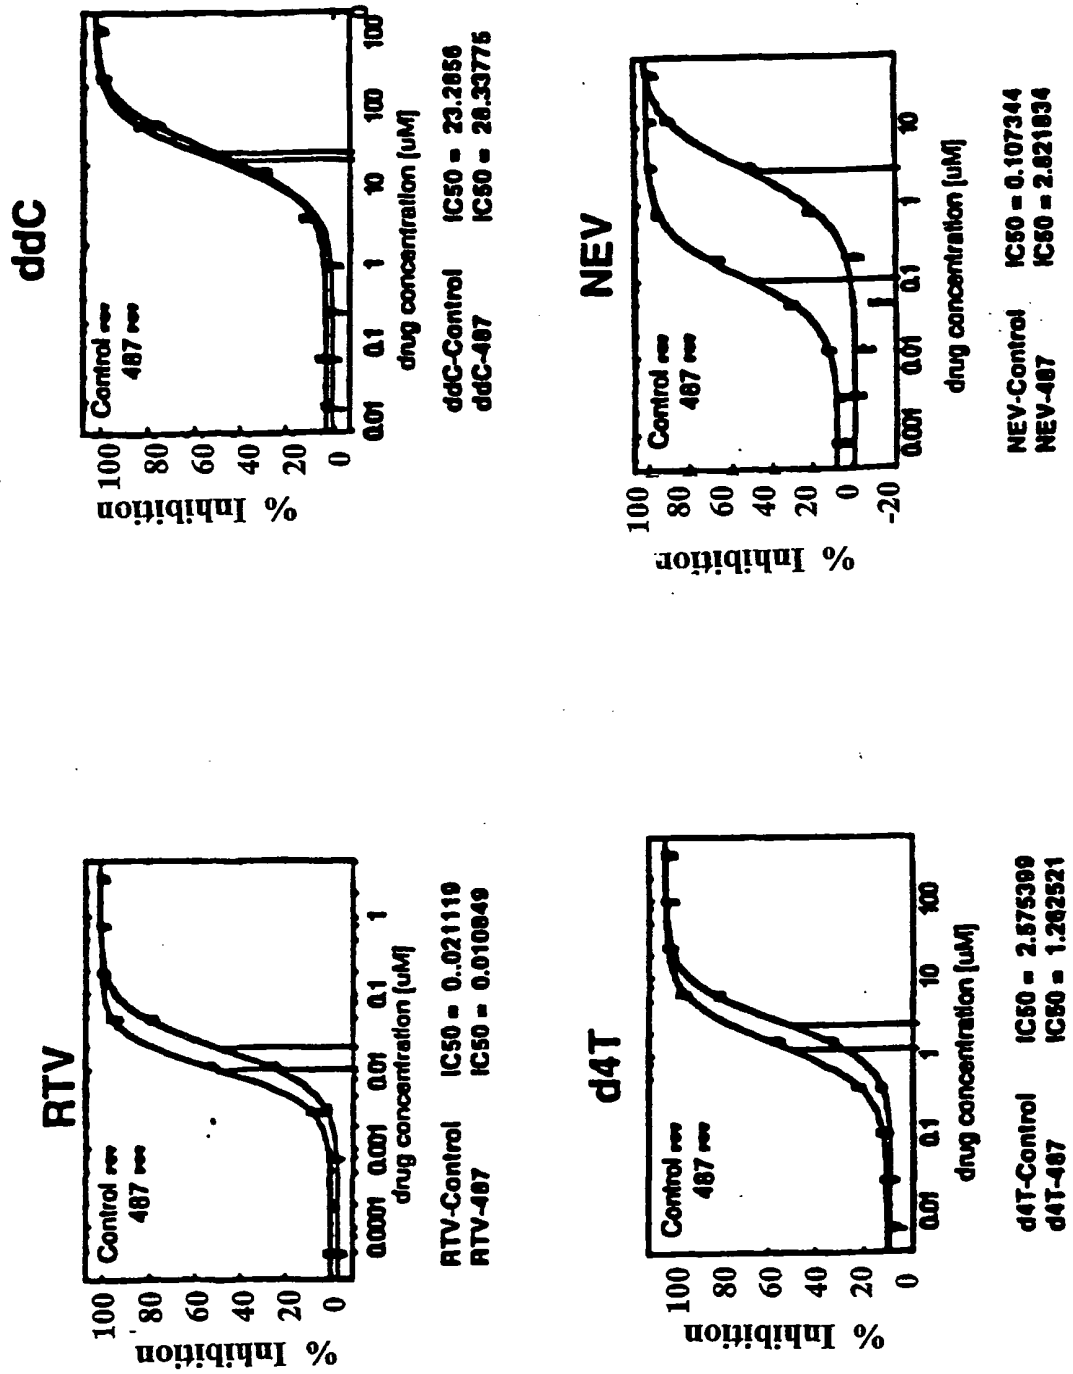 RTV
Control
487
% Inhibition
100
80
60
40
20
0
0.0001
0.001
0.01
0.1
1
drug concentration [uM]
RTV-Control IC50 = 0..021119
RTV-487 IC50 = 0.010849
ddC
Control
487
% Inhibition
100
80
60
40
20
0
0.01
0.1
1
10
100
100
0
drug concentration [uM]
ddC-Control IC50 = 23.2856
ddC-487 IC50 = 28.33775
d4T
Control
487
% Inhibition
100
80
60
40
20
0
0.01
0.1
1
10
100
drug concentration [uM]
d4T-Control IC50 = 2.575399
d4T-487 IC50 = 1.262521
NEV
Control
487
% Inhibition
100
80
60
40
20
0
-20
0.001
0.01
0.1
1
10
drug concentration [uM]
NEV-Control IC50 = 0.107344
NEV-487 IC50 = 2.821834